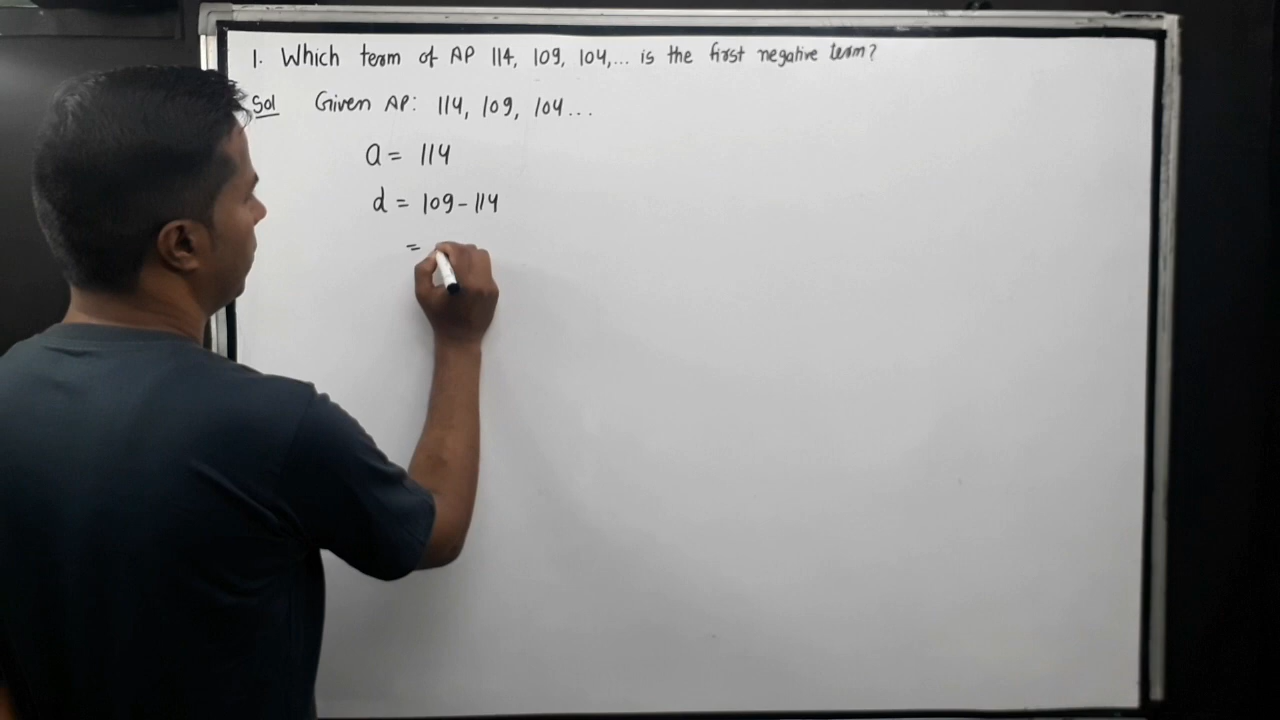 1. Which term of AP 114, 109, 104,... is the first negative term?
Sol Given AP: 114, 109, 104...
a = 114
d = 109-114
=